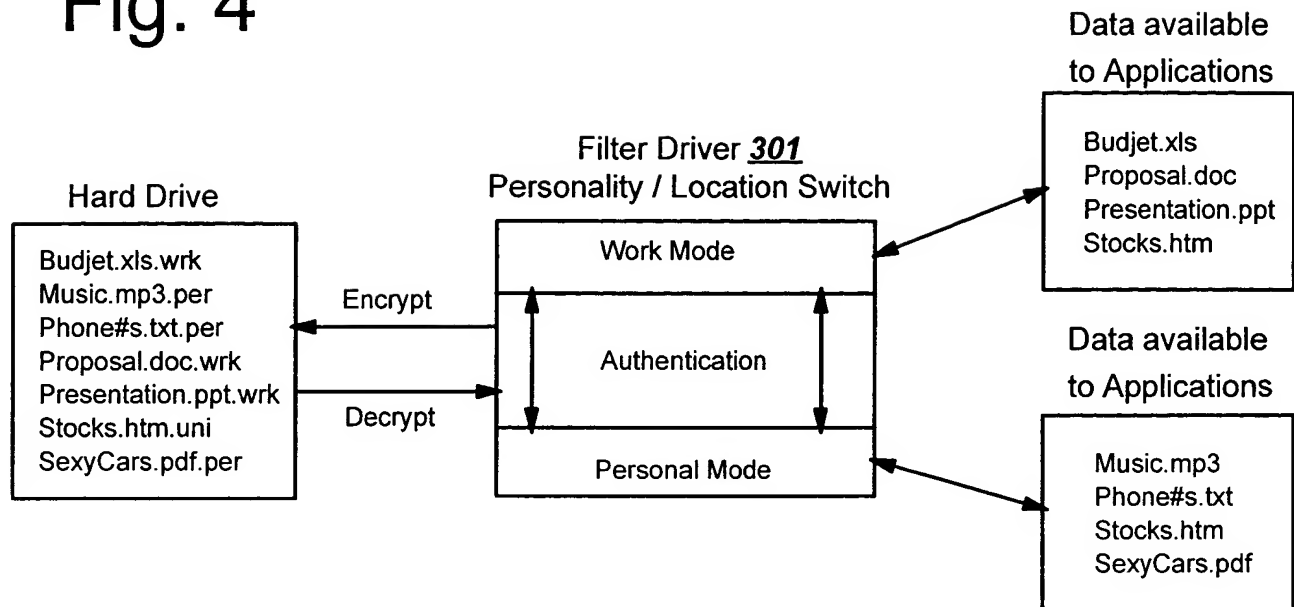 Fig. 4
Hard Drive
Budjet.xls.wrk
Music.mp3.per
Phone#s.txt.per
Proposal.doc.wrk
Presentation.ppt.wrk
Stocks.htm.uni
SexyCars.pdf.per
Encrypt
Decrypt
Filter Driver 301
Personality / Location Switch
Work Mode
Authentication
Personal Mode
Data available
to Applications
Budjet.xls
Proposal.doc
Presentation.ppt
Stocks.htm
Data available
to Applications
Music.mp3
Phone#s.txt
Stocks.htm
SexyCars.pdf